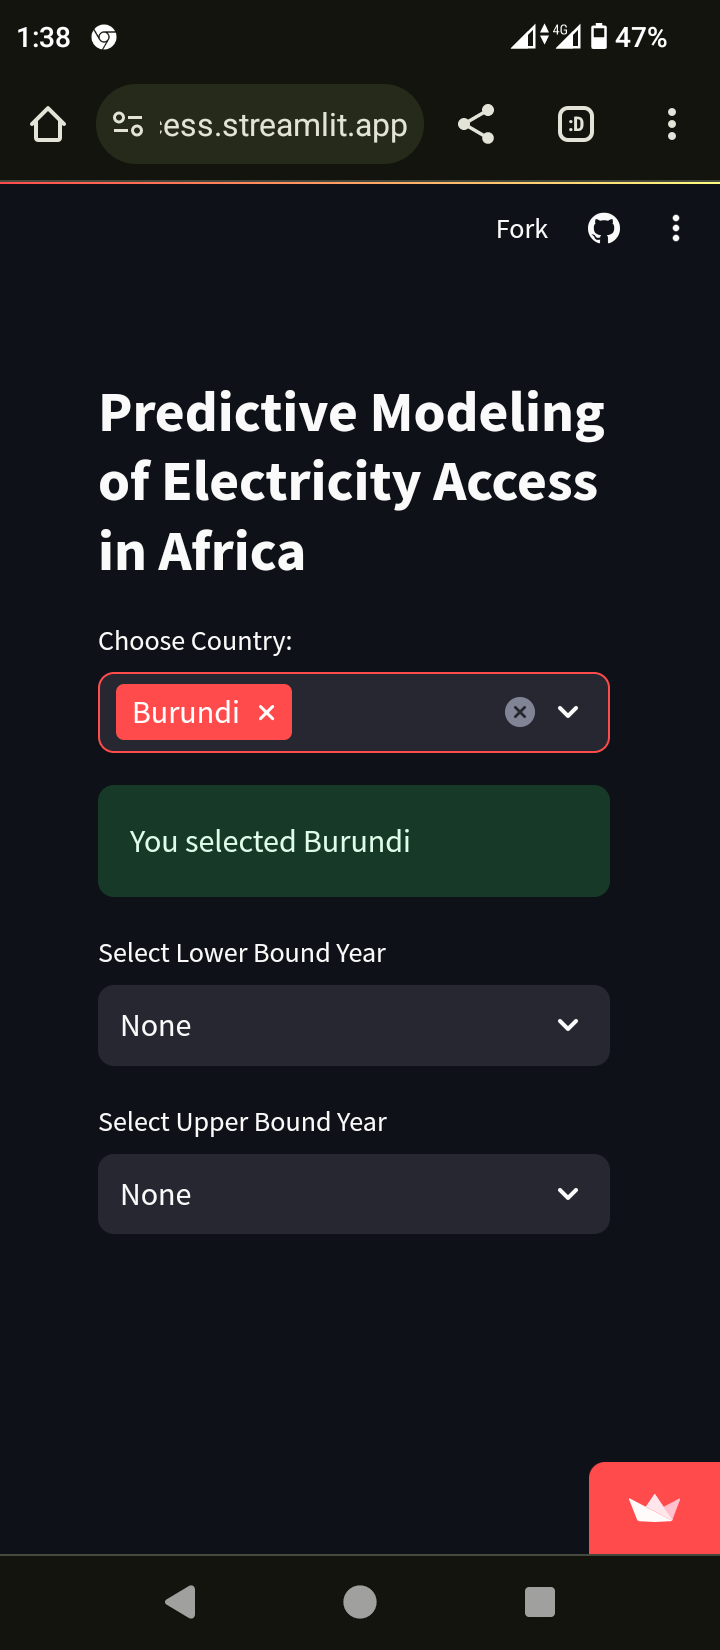 1:38 4G 47%
ess.streamlit.app :D
Fork
Predictive Modeling
of Electricity Access
in Africa
Choose Country:
Burundi
You selected Burundi
Select Lower Bound Year
None
Select Upper Bound Year
None